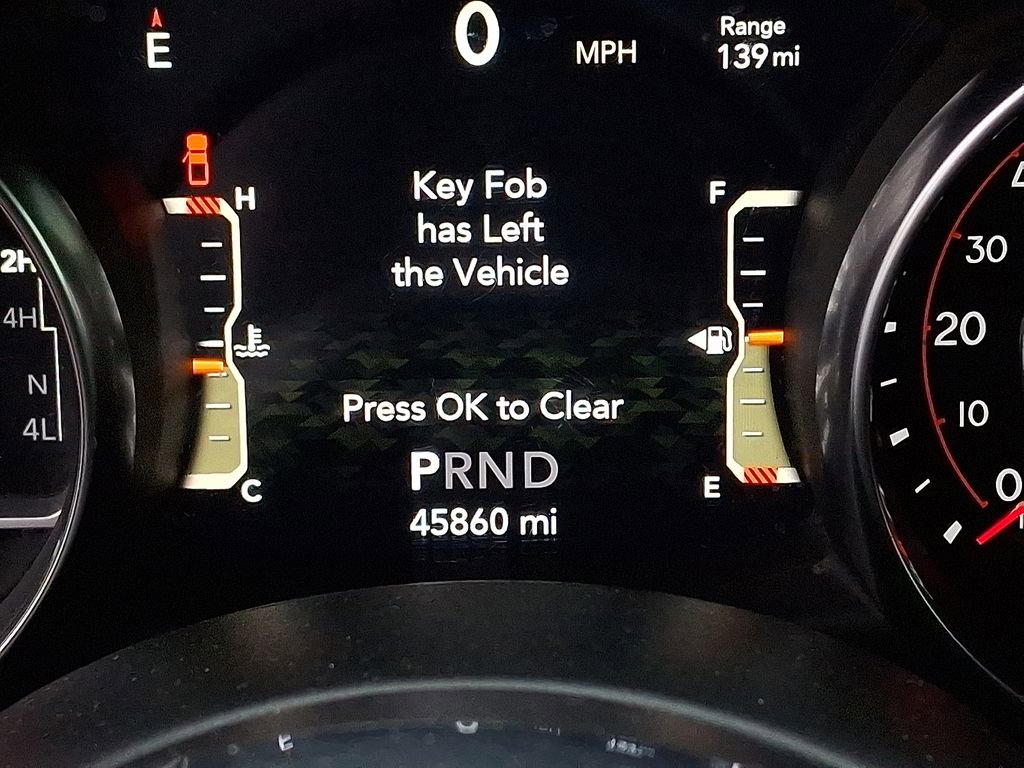 E
0 MPH
Range
139 mi
H
F
Key Fob
has Left
the Vehicle
2H
4H
N
4L
30
20
10
0
Press OK to Clear
PRND
C
E
45860 mi